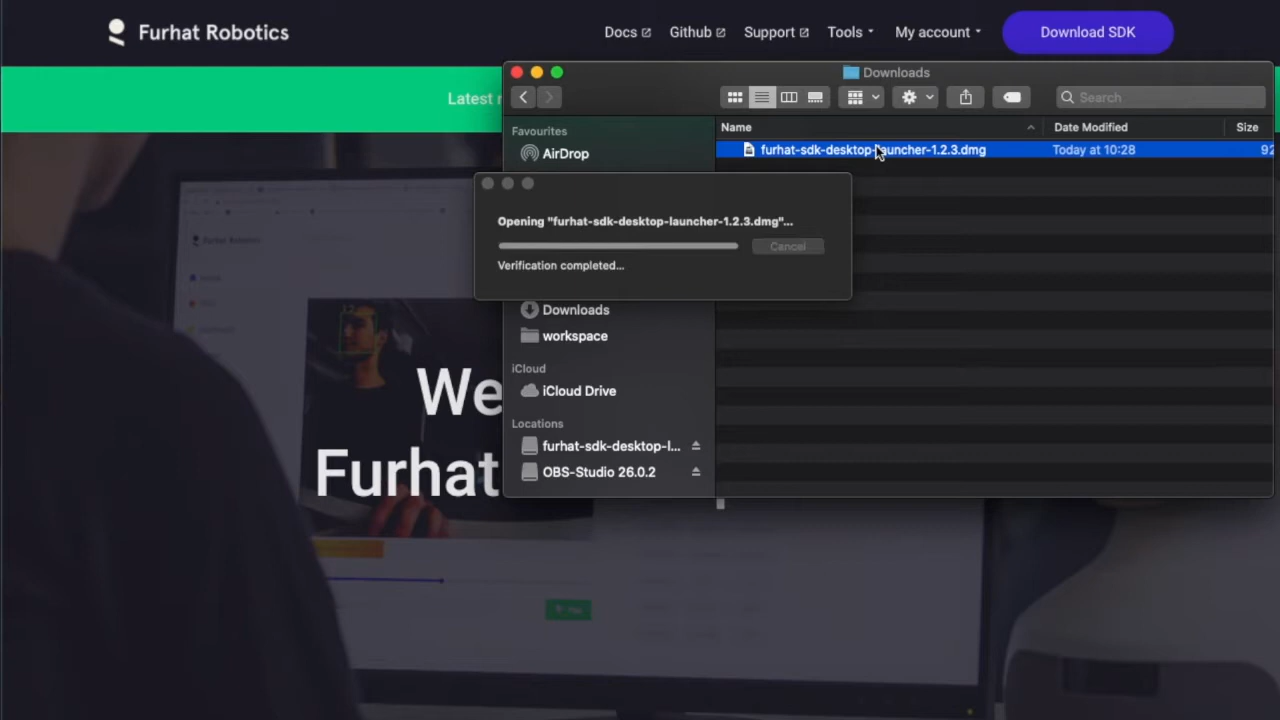 Furhat Robotics
Docs Github Support Tools My account Download SDK
Latest
Downloads
Search
Favourites
AirDrop
Name Date Modified Size
furhat-sdk-desktop-launcher-1.2.3.dmg Today at 10:28 92
Opening "furhat-sdk-desktop-launcher-1.2.3.dmg"...
Cancel
Verification completed...
Downloads
workspace
iCloud
iCloud Drive
Locations
furhat-sdk-desktop-l...
OBS-Studio 26.0.2
We
Furhat
Furhat Robotics